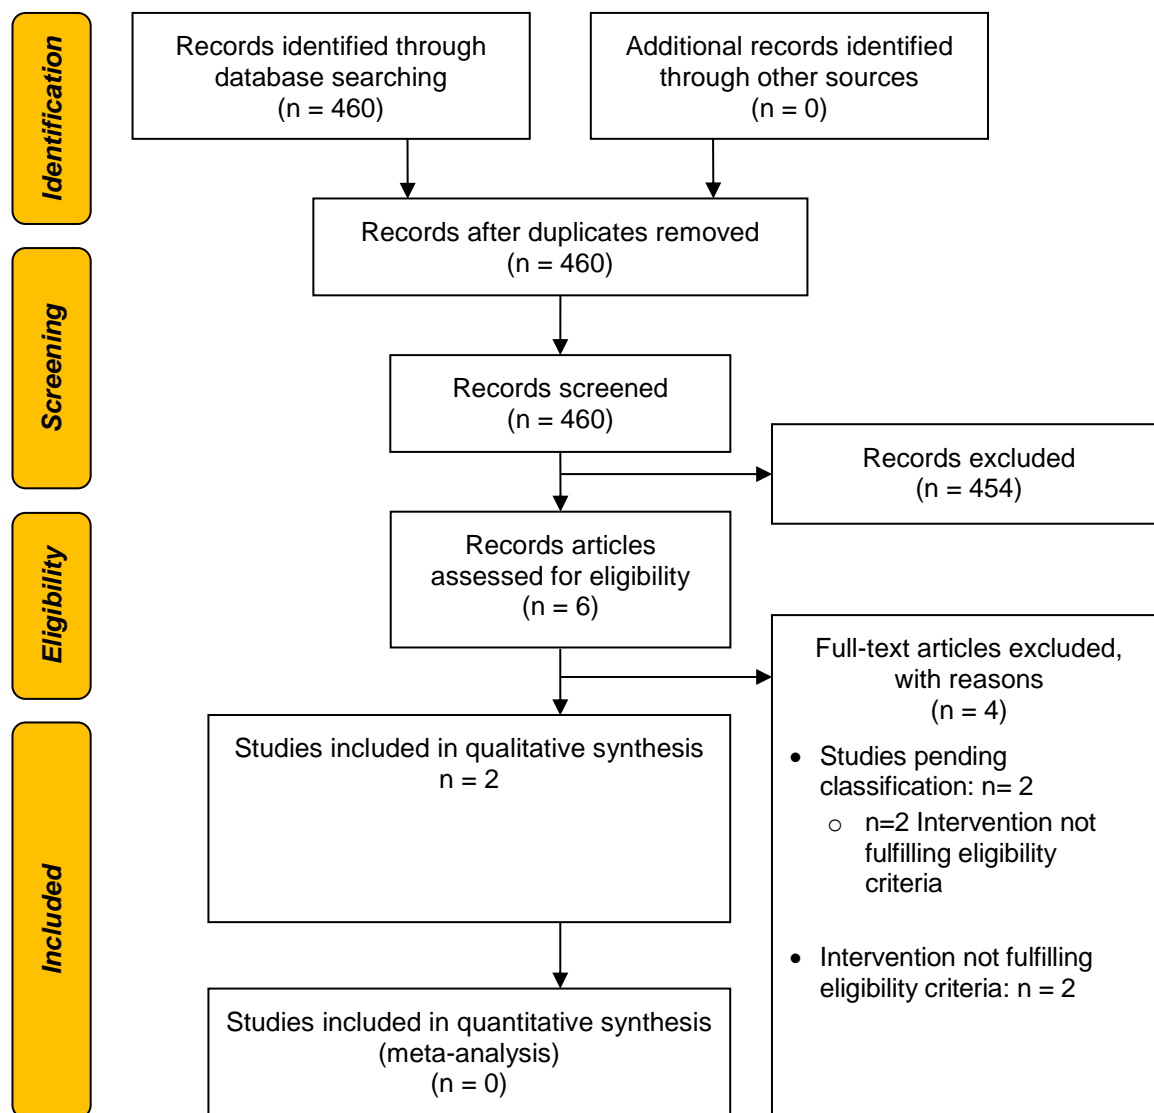 Identification
Records identified through
database searching
(n = 460)
Additional records identified
through other sources
(n = 0)
Records after duplicates removed
(n = 460)
Screening
Records screened
(n = 460)
Records excluded
(n = 454)
Eligibility
Records articles
assessed for eligibility
(n = 6)
Full-text articles excluded,
with reasons
(n = 4)
• Studies pending
classification: n= 2
o n=2 Intervention not
fulfilling eligibility
criteria
• Intervention not fulfilling
eligibility criteria: n = 2
Included
Studies included in qualitative synthesis
n = 2
Studies included in quantitative synthesis
(meta-analysis)
(n = 0)